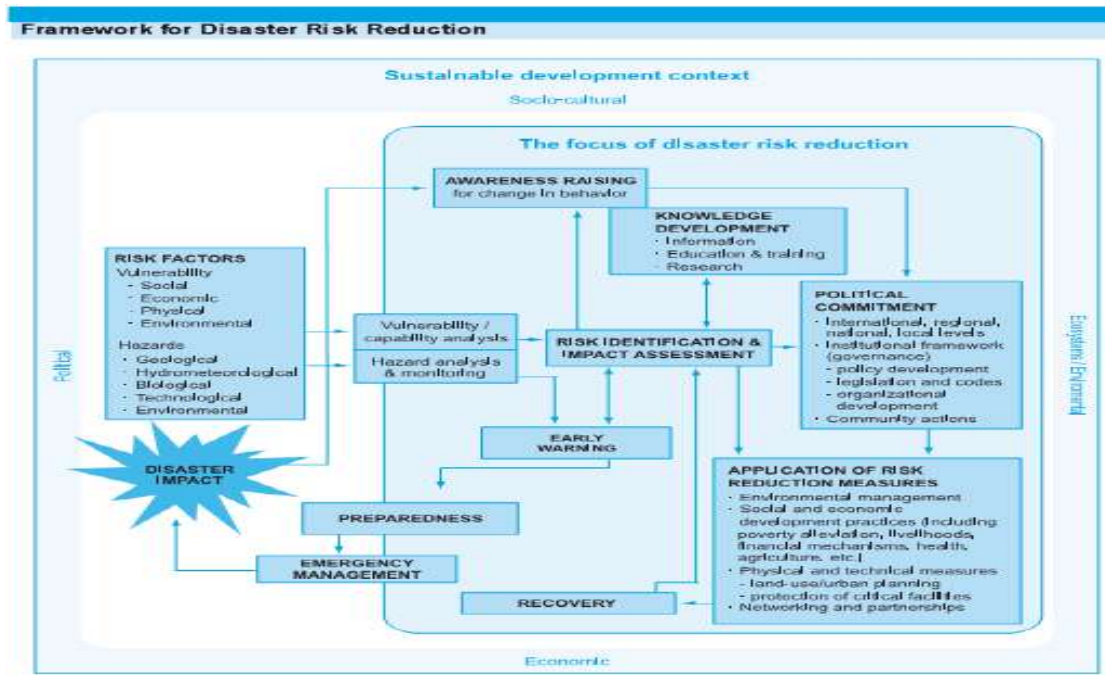 Framework for Disaster Risk Reduction
Sustainable development context
Socio-cultural
The focus of disaster risk reduction
AWARENESS RAISING
for change in behavior
KNOWLEDGE
DEVELOPMENT
· Information
· Education & training
· Research
RISK FACTORS
Vulnerability
- Social
- Economic
- Physical
- Environmental
Hazards
· Geological
· Hydrometeorological
· Biological
· Technological
· Environmental
Political
Vulnerability /
capability analysis
Hazard analysis
& monitoring
RISK IDENTIFICATION &
IMPACT ASSESSMENT
POLITICAL
COMMITMENT
· International, regional,
national, local levels
· Institutional framework
(governance)
- policy development
- legislation and codes
- organizational
development
· Community actions
Ecosystems / Enviromental
EARLY
WARNING
DISASTER
IMPACT
PREPAREDNESS
EMERGENCY
MANAGEMENT
RECOVERY
APPLICATION OF RISK
REDUCTION MEASURES
· Environmental management
· Social and economic
development practices (including
poverty alleviation, livelihoods,
financial mechanisms, health,
agriculture, etc.)
· Physical and technical measures
- land-use/urban planning
- protection of critical facilities
· Networking and partnerships
Economic